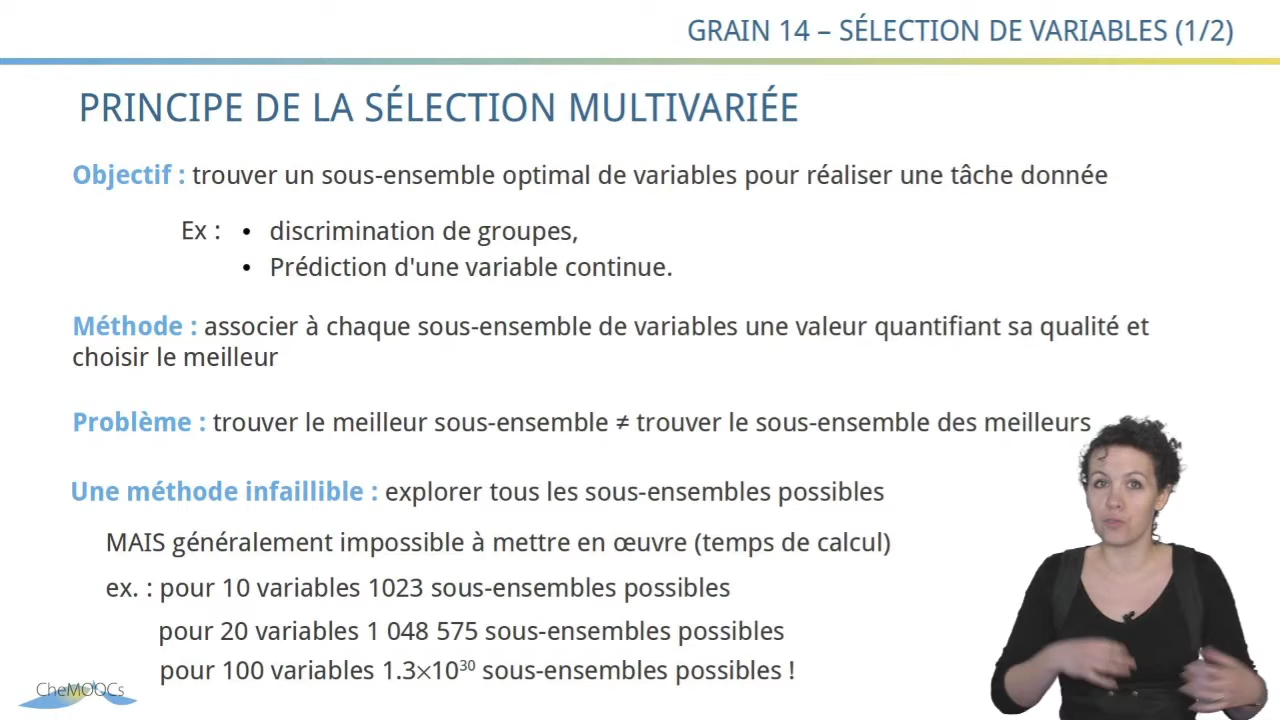 GRAIN 14 – SÉLECTION DE VARIABLES (1/2)
PRINCIPE DE LA SÉLECTION MULTIVARIÉE
Objectif : trouver un sous-ensemble optimal de variables pour réaliser une tâche donnée
Ex : • discrimination de groupes,
• Prédiction d'une variable continue.
Méthode : associer à chaque sous-ensemble de variables une valeur quantifiant sa qualité et
choisir le meilleur
Problème : trouver le meilleur sous-ensemble ≠ trouver le sous-ensemble des meilleurs
Une méthode infaillible : explorer tous les sous-ensembles possibles
MAIS généralement impossible à mettre en œuvre (temps de calcul)
ex. : pour 10 variables 1023 sous-ensembles possibles
pour 20 variables 1 048 575 sous-ensembles possibles
pour 100 variables 1.3×10³⁰ sous-ensembles possibles !
CheMOOCs